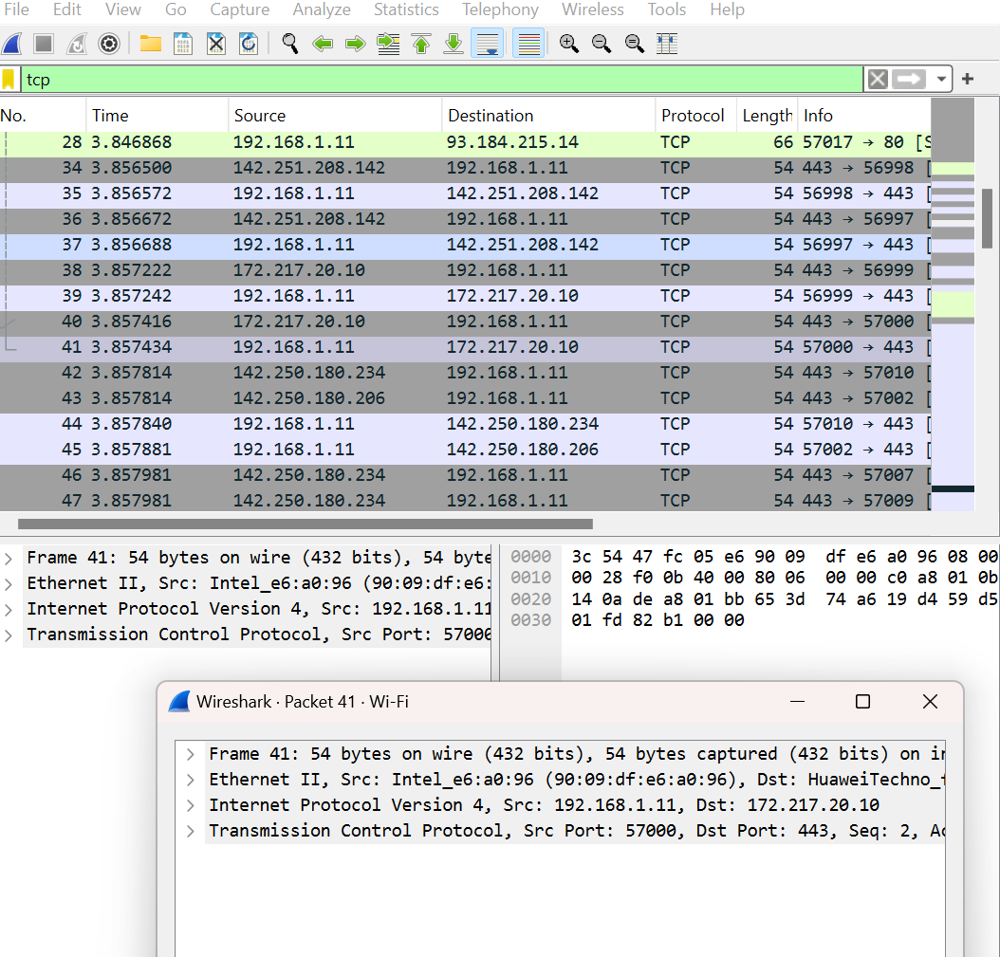 File Edit View Go Capture Analyze Statistics Telephony Wireless Tools Help
tcp
No. Time Source Destination Protocol Length Info
28 3.846868 192.168.1.11 93.184.215.14 TCP 66 57017 → 80 [S
34 3.856500 142.251.208.142 192.168.1.11 TCP 54 443 → 56998 [
35 3.856572 192.168.1.11 142.251.208.142 TCP 54 56998 → 443 [
36 3.856672 142.251.208.142 192.168.1.11 TCP 54 443 → 56997 [
37 3.856688 192.168.1.11 142.251.208.142 TCP 54 56997 → 443 [
38 3.857222 172.217.20.10 192.168.1.11 TCP 54 443 → 56999 [
39 3.857242 192.168.1.11 172.217.20.10 TCP 54 56999 → 443 [
40 3.857416 172.217.20.10 192.168.1.11 TCP 54 443 → 57000 [
41 3.857434 192.168.1.11 172.217.20.10 TCP 54 57000 → 443 [
42 3.857814 142.250.180.234 192.168.1.11 TCP 54 443 → 57010 [
43 3.857814 142.250.180.206 192.168.1.11 TCP 54 443 → 57002 [
44 3.857840 192.168.1.11 142.250.180.234 TCP 54 57010 → 443 [
45 3.857881 192.168.1.11 142.250.180.206 TCP 54 57002 → 443 [
46 3.857981 142.250.180.234 192.168.1.11 TCP 54 443 → 57007 [
47 3.857981 142.250.180.234 192.168.1.11 TCP 54 443 → 57009 [
Frame 41: 54 bytes on wire (432 bits), 54 byte
Ethernet II, Src: Intel_e6:a0:96 (90:09:df:e6:
Internet Protocol Version 4, Src: 192.168.1.11
Transmission Control Protocol, Src Port: 57000
0000 3c 54 47 fc 05 e6 90 09 df e6 a0 96 08 00
0010 00 28 f0 0b 40 00 80 06 00 00 c0 a8 01 0b
0020 14 0a de a8 01 bb 65 3d 74 a6 19 d4 59 d5
0030 01 fd 82 b1 00 00
Wireshark · Packet 41 · Wi-Fi
Frame 41: 54 bytes on wire (432 bits), 54 bytes captured (432 bits) on in
Ethernet II, Src: Intel_e6:a0:96 (90:09:df:e6:a0:96), Dst: HuaweiTechno_f
Internet Protocol Version 4, Src: 192.168.1.11, Dst: 172.217.20.10
Transmission Control Protocol, Src Port: 57000, Dst Port: 443, Seq: 2, Ac